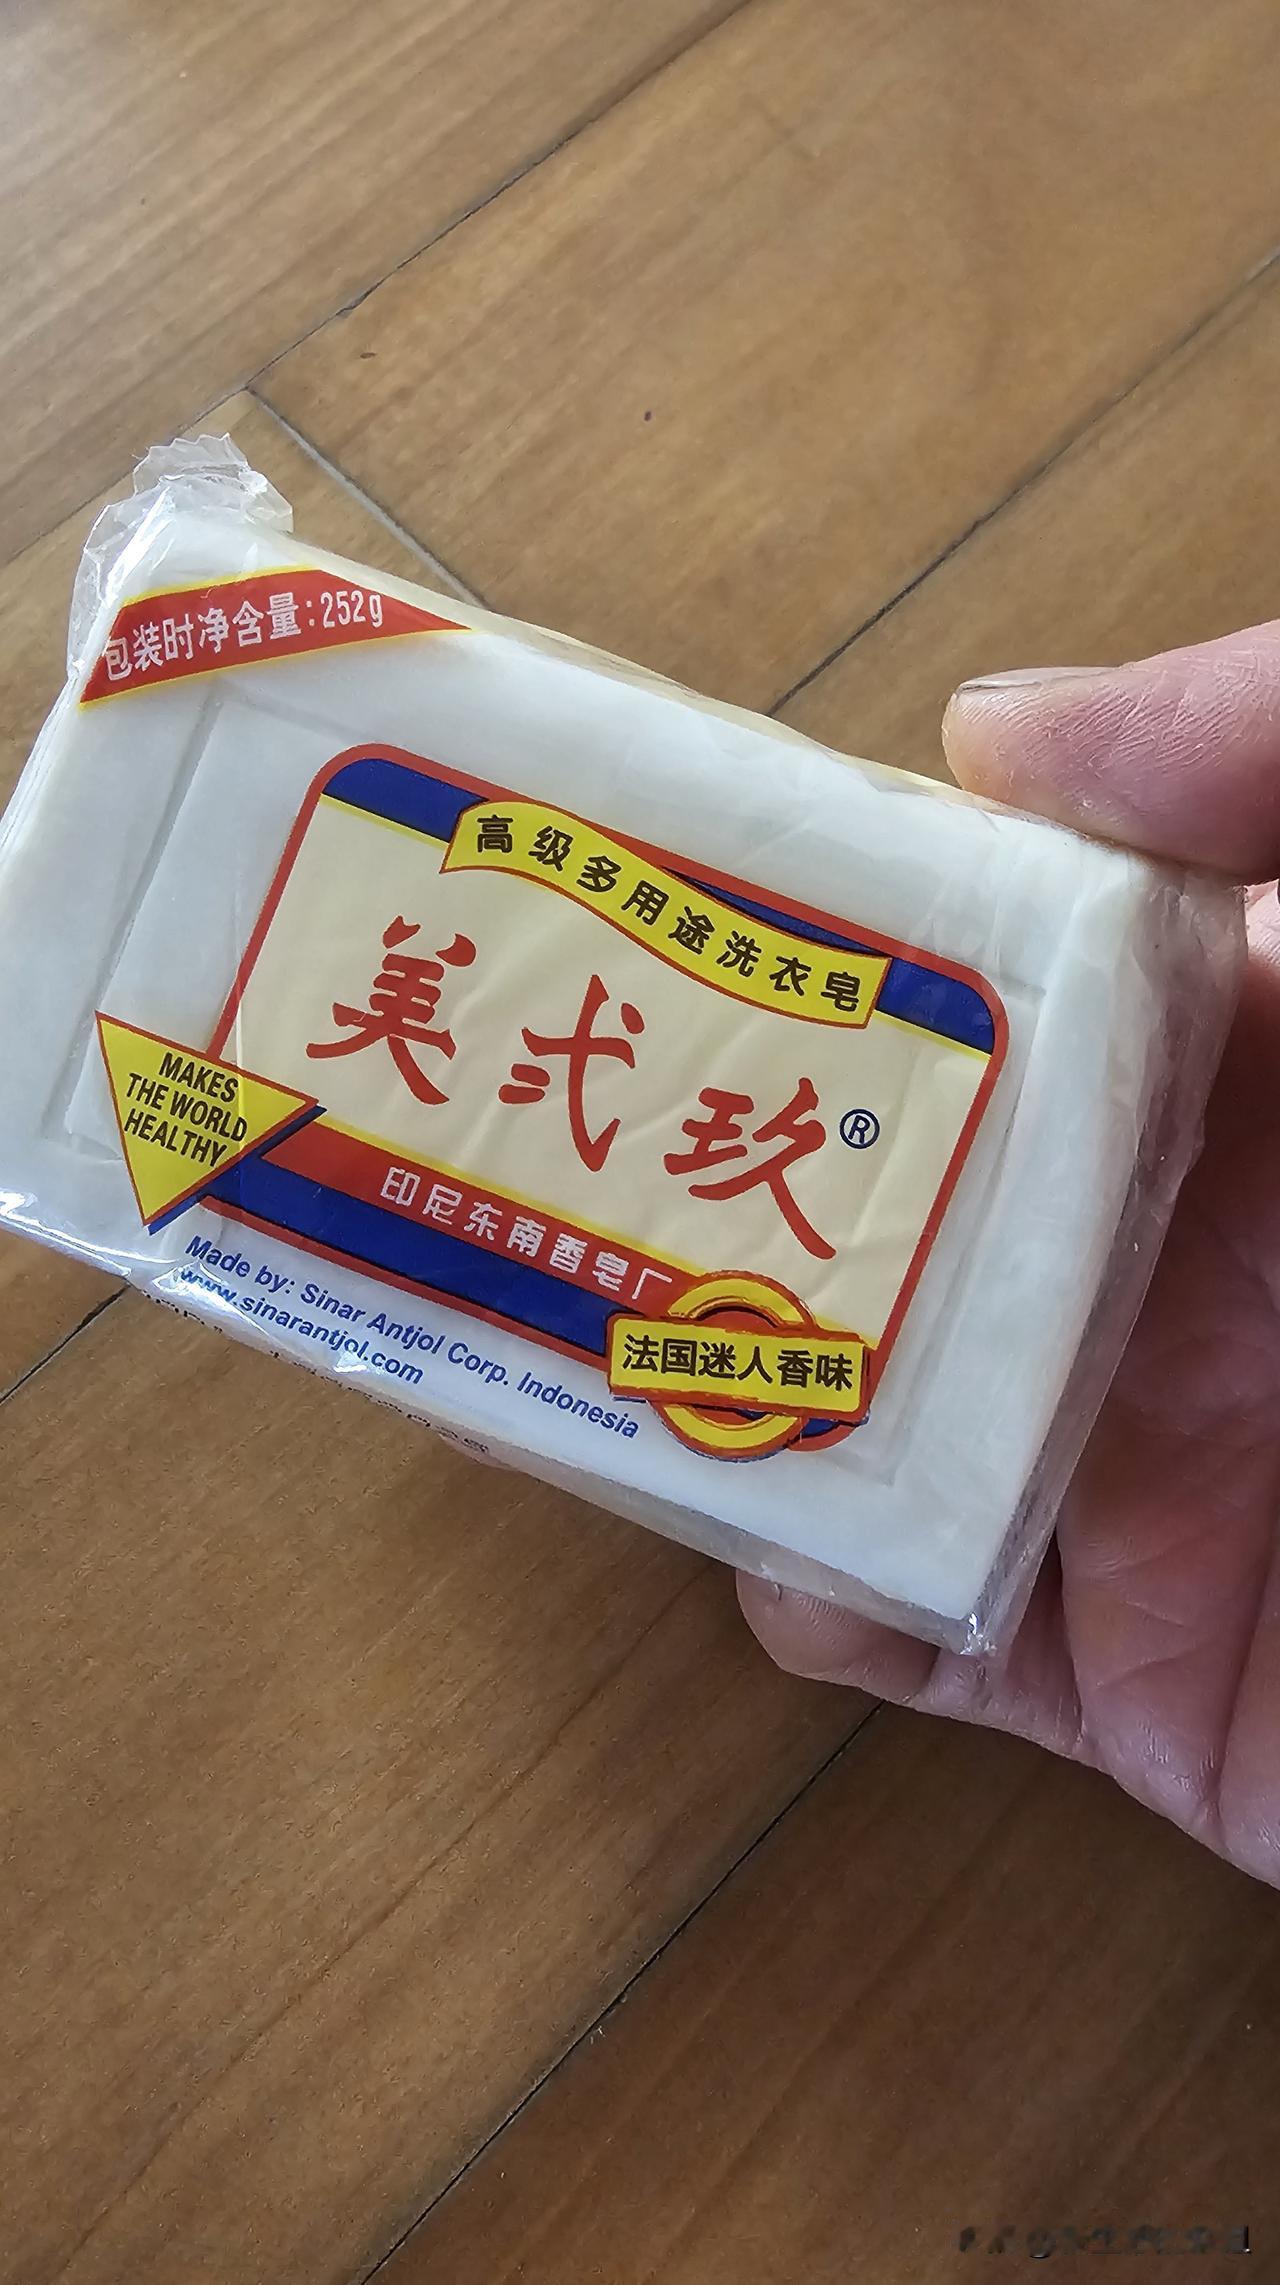 包装时净含量:252g
高级多用途洗衣皂
美弍玖®
MAKES
THE WORLD
HEALTHY
印尼东南香皂厂
法国迷人香味
Made by: Sinar Antjol Corp. Indonesia
www.sinarantjol.com